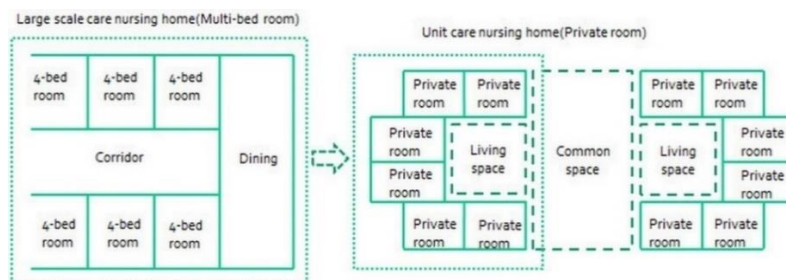 Large scale care nursing home(Multi-bed room)
4-bed
room
4-bed
room
4-bed
room
Corridor
Dining
4-bed
room
4-bed
room
4-bed
room
Unit care nursing home(Private room)
Private
room
Private
room
Private
room
Private
room
Living
space
Private
room
Private
room
Common
space
Private
room
Private
room
Living
space
Private
room
Private
room
Private
room
Private
room